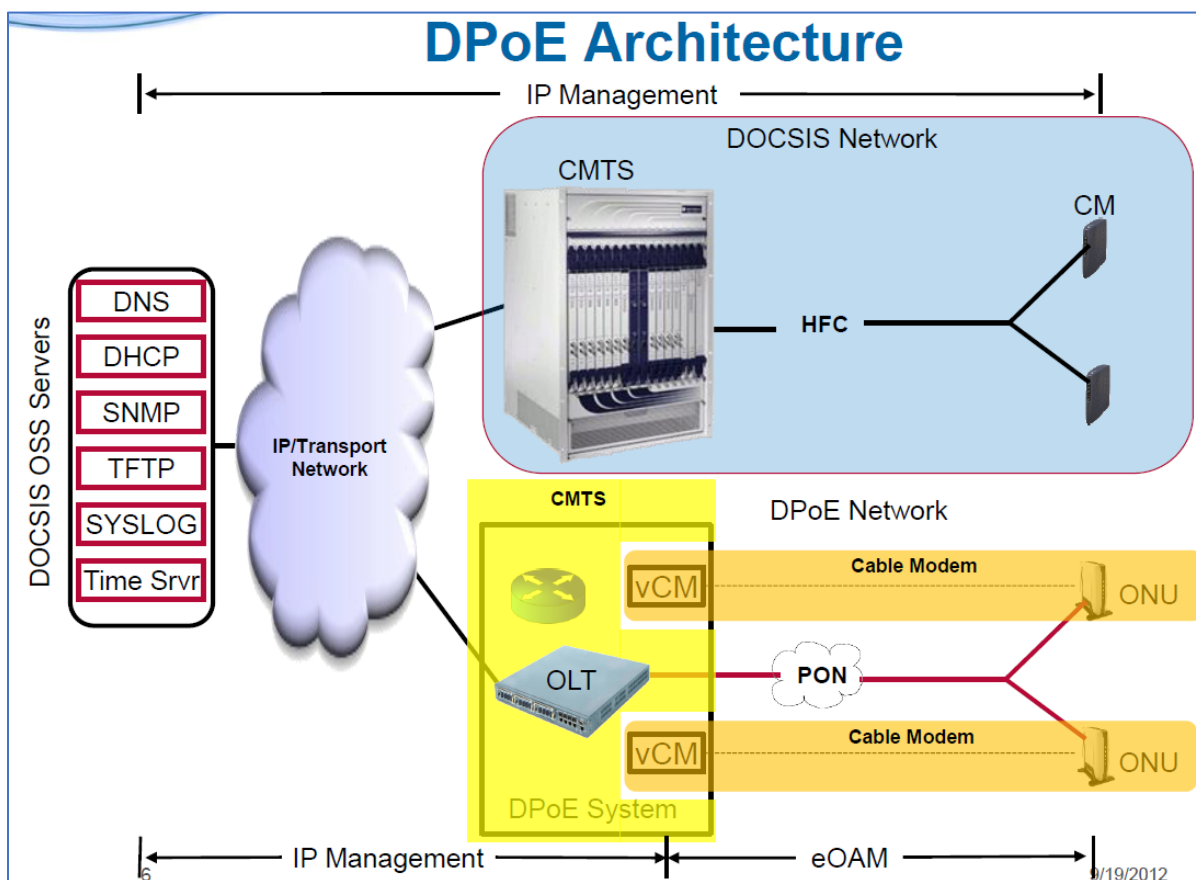 DPoE Architecture
IP Management
DOCSIS Network
CMTS
CM
HFC
DOCSIS OSS Servers
DNS
DHCP
SNMP
TFTP
SYSLOG
Time Srvr
IP/Transport
Network
CMTS
DPoE Network
vCM
Cable Modem
ONU
OLT
PON
vCM
Cable Modem
ONU
DPoE System
IP Management
eOAM
6
9/19/2012